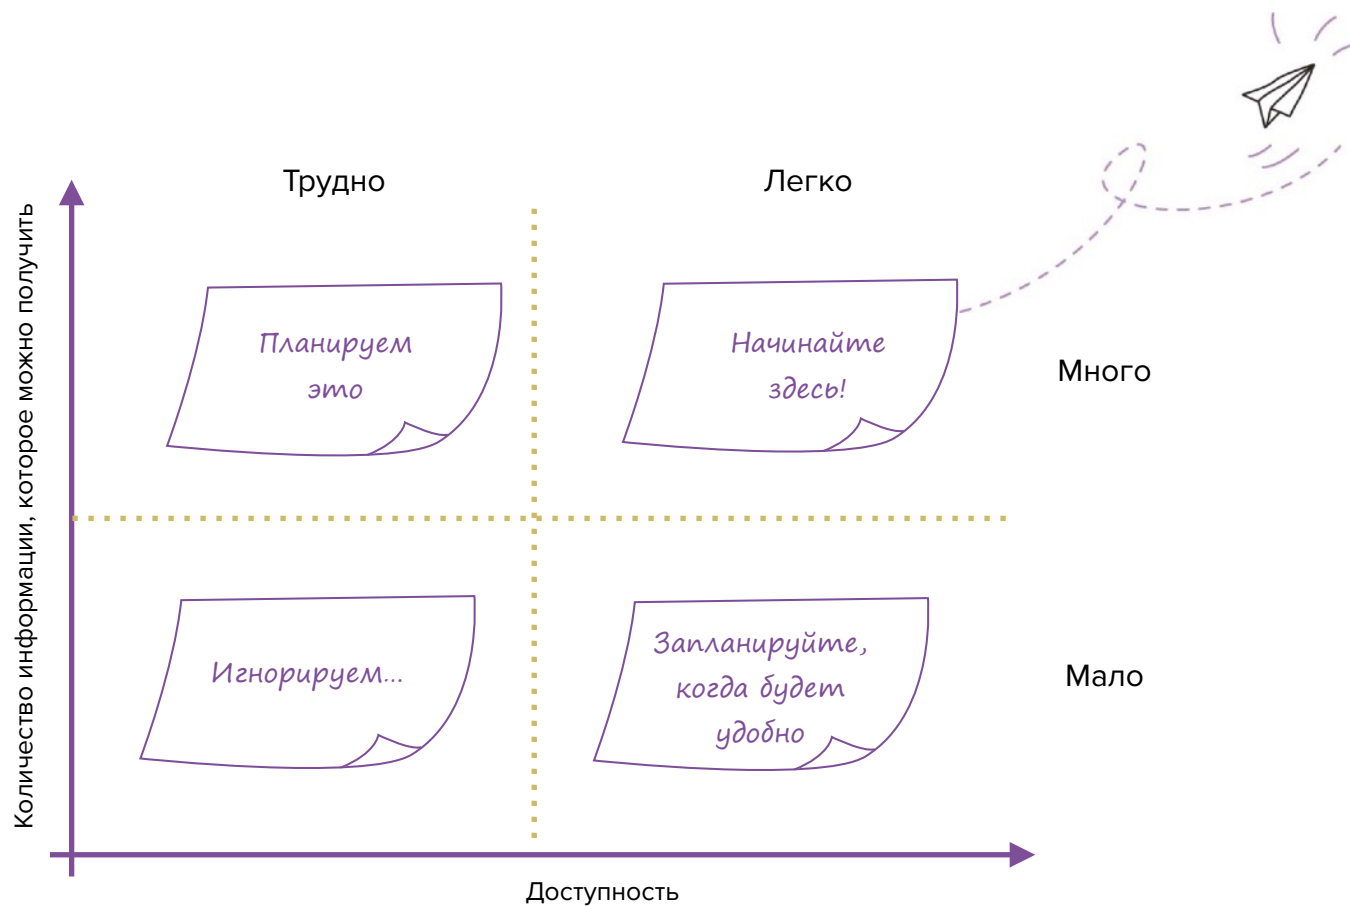 Трудно
Легко
Количество информации, которое можно получить
Планируем
это
Начинайте
здесь!
Много
Игнорируем...
Запланируйте,
когда будет
удобно
Мало
Доступность